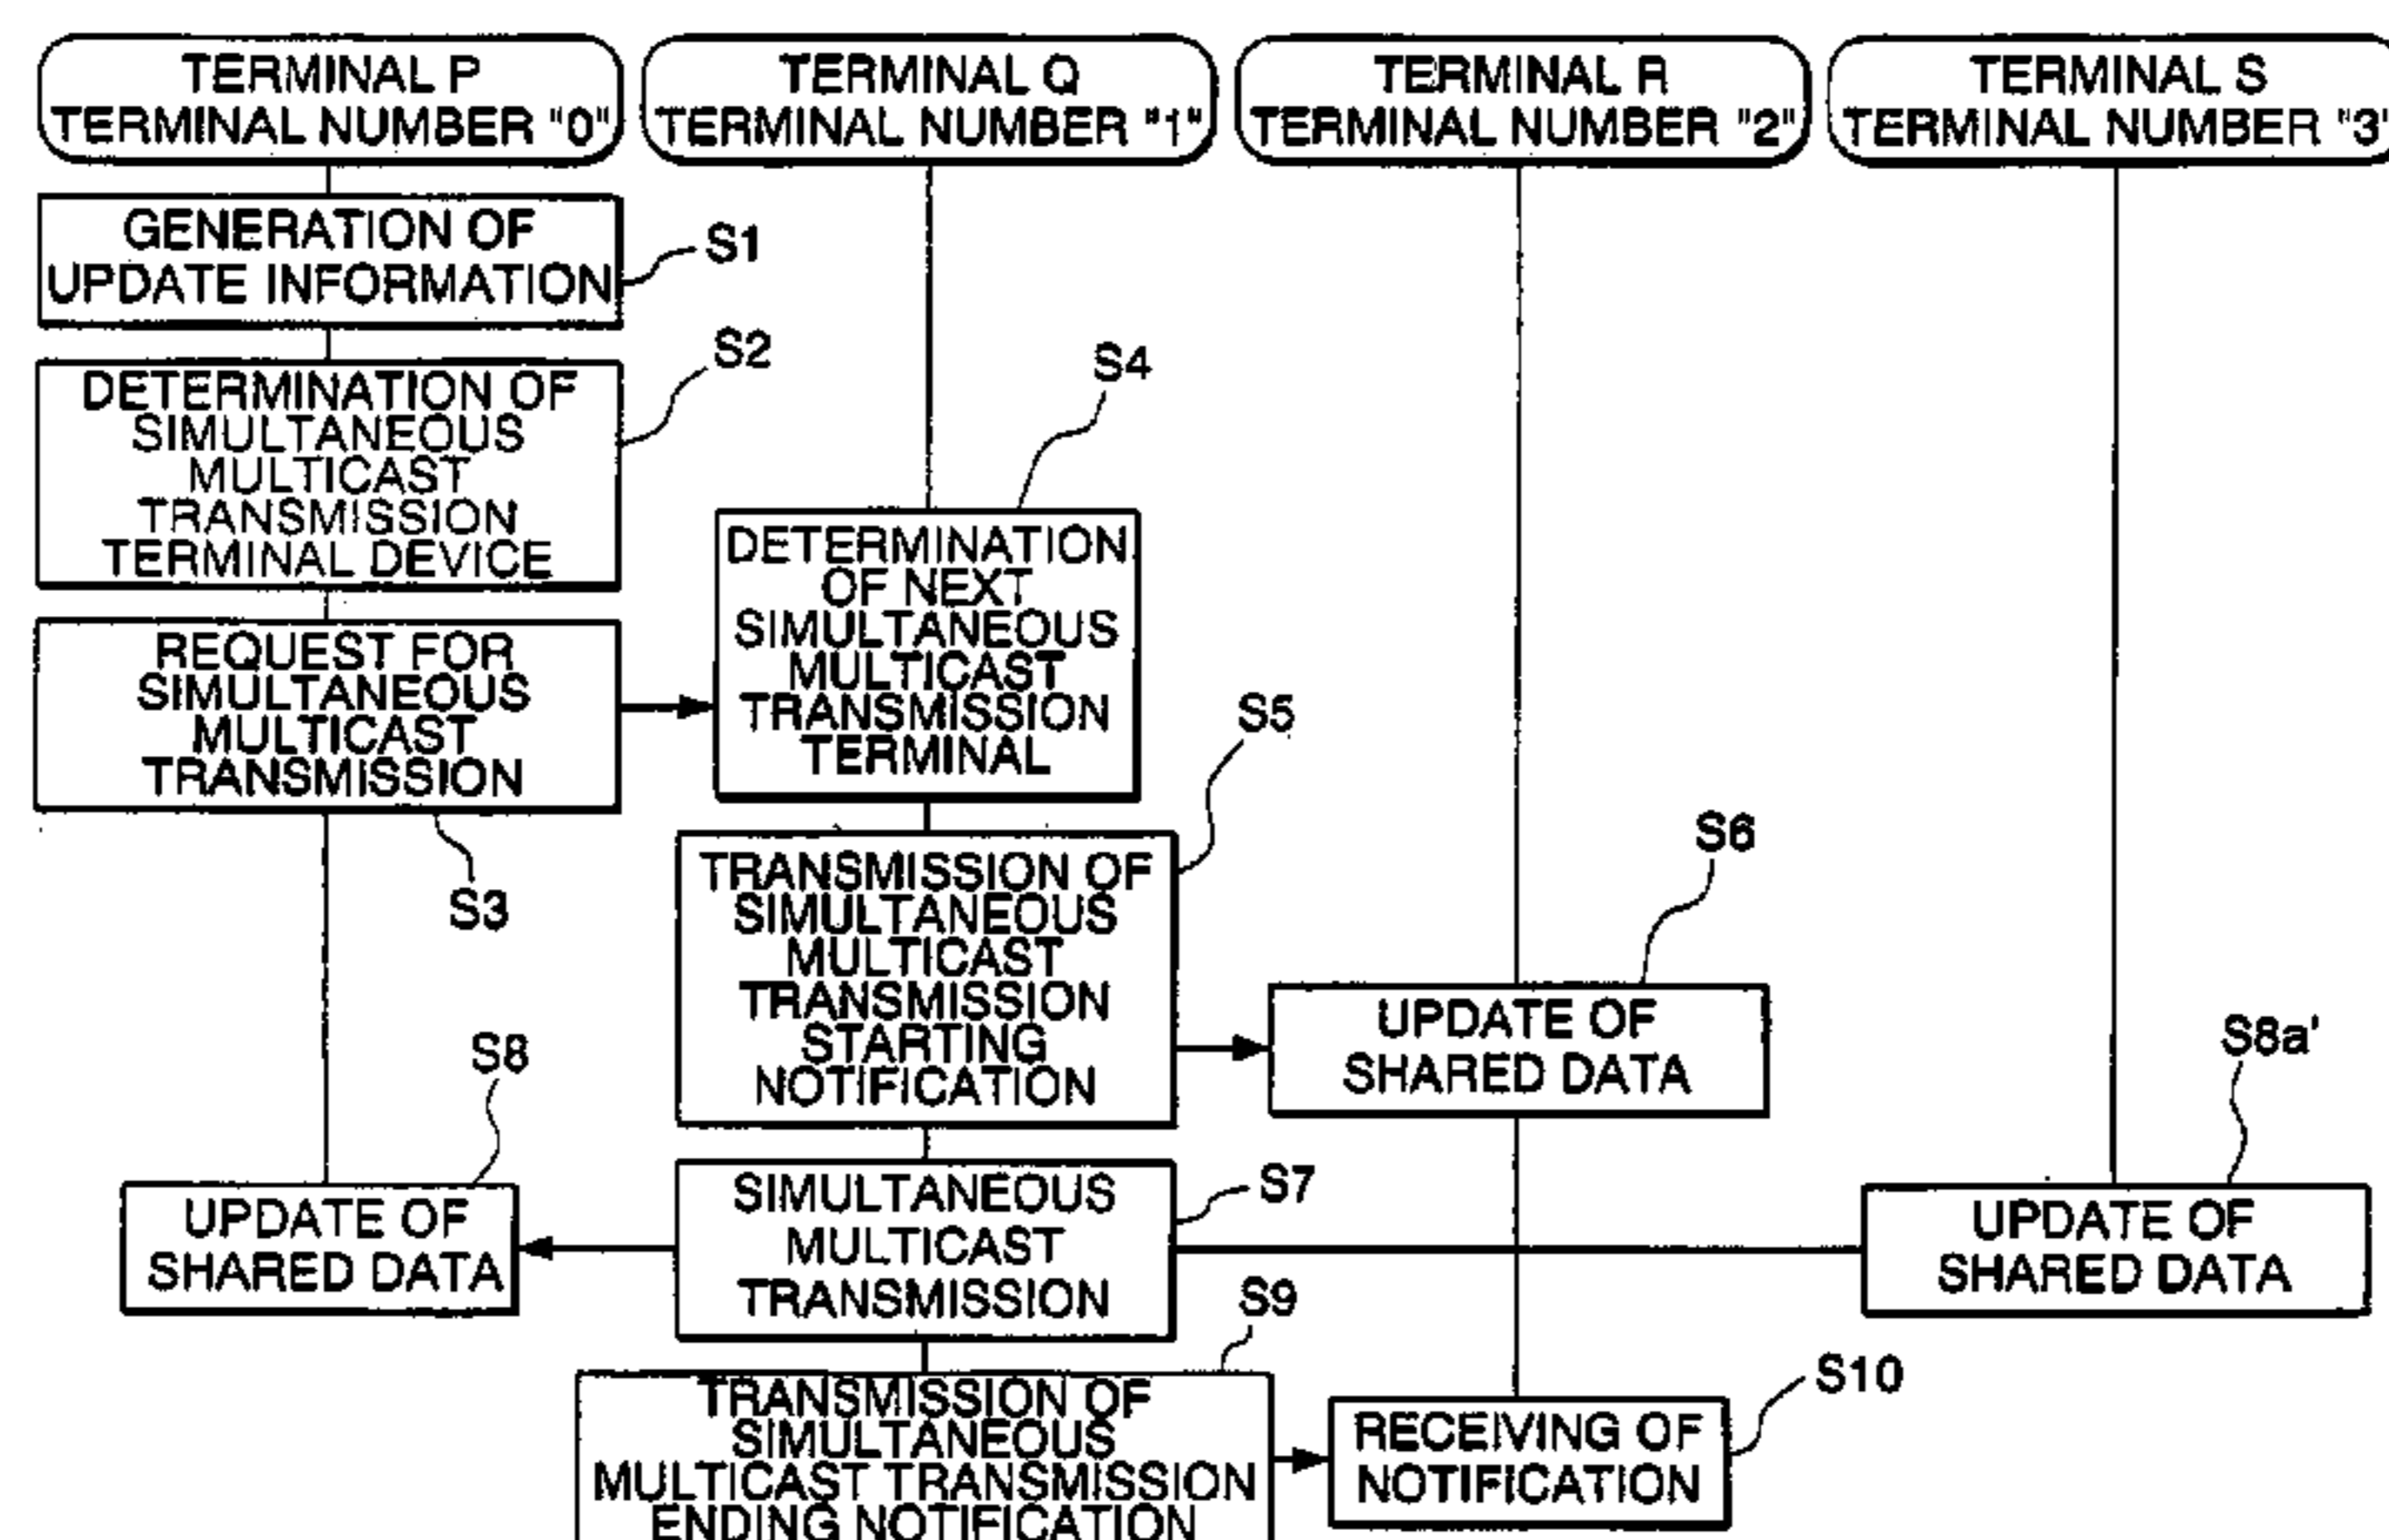 TERMINAL P
TERMINAL NUMBER "0"
TERMINAL Q
TERMINAL NUMBER "1"
TERMINAL R
TERMINAL NUMBER "2"
TERMINAL S
TERMINAL NUMBER "3"
GENERATION OF
UPDATE INFORMATION
S1
DETERMINATION OF
SIMULTANEOUS
MULTICAST
TRANSMISSION
TERMINAL DEVICE
S2
REQUEST FOR
SIMULTANEOUS
MULTICAST
TRANSMISSION
S3
DETERMINATION
OF NEXT
SIMULTANEOUS
MULTICAST
TRANSMISSION
TERMINAL
S4
TRANSMISSION OF
SIMULTANEOUS
MULTICAST
TRANSMISSION
STARTING
NOTIFICATION
S5
UPDATE OF
SHARED DATA
S6
SIMULTANEOUS
MULTICAST
TRANSMISSION
S7
UPDATE OF
SHARED DATA
S8
UPDATE OF
SHARED DATA
S8a'
TRANSMISSION OF
SIMULTANEOUS
MULTICAST TRANSMISSION
ENDING NOTIFICATION
S9
RECEIVING OF
NOTIFICATION
S10